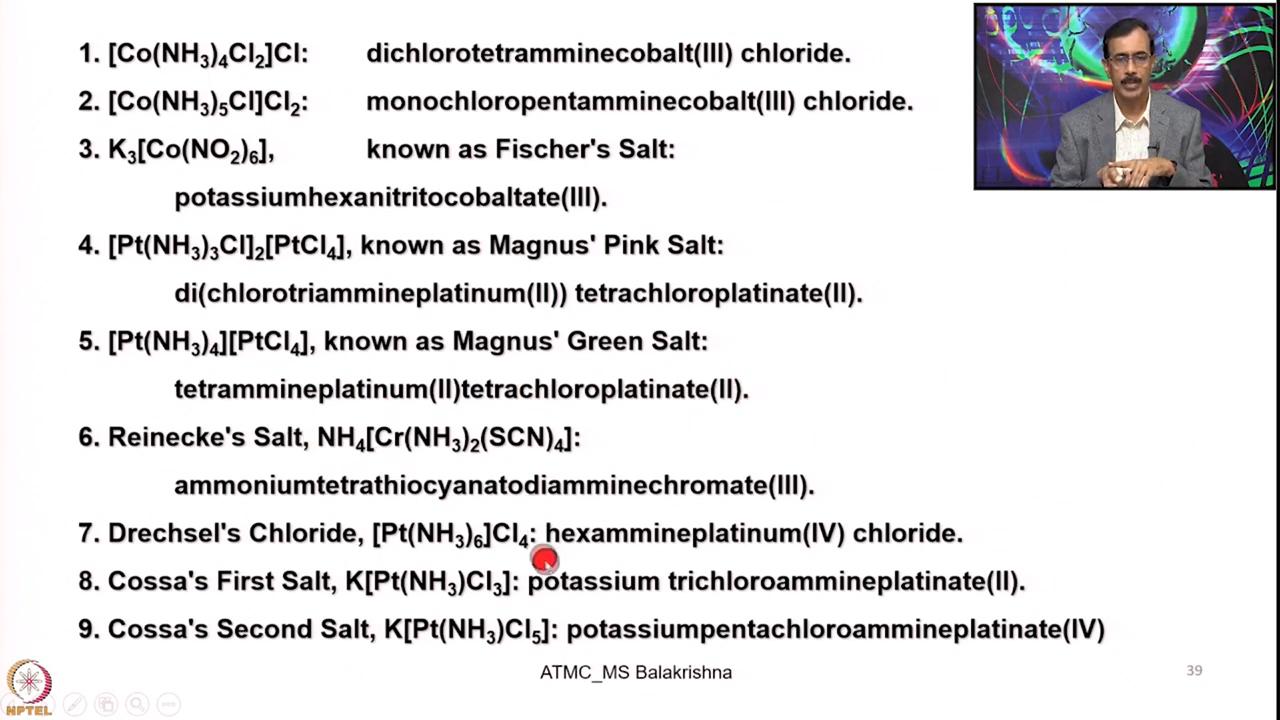 1. [Co(NH₃)₄Cl₂]Cl: dichlorotetramminecobalt(III) chloride.
2. [Co(NH₃)₅Cl]Cl₂: monochloropentamminecobalt(III) chloride.
3. K₃[Co(NO₂)₆], known as Fischer's Salt:
potassiumhexanitritocobaltate(III).
4. [Pt(NH₃)₃Cl]₂[PtCl₄], known as Magnus' Pink Salt:
di(chlorotriammineplatinum(II)) tetrachloroplatinate(II).
5. [Pt(NH₃)₄][PtCl₄], known as Magnus' Green Salt:
tetrammineplatinum(II)tetrachloroplatinate(II).
6. Reinecke's Salt, NH₄[Cr(NH₃)₂(SCN)₄]:
ammoniumtetrathiocyanatodiamminechromate(III).
7. Drechsel's Chloride, [Pt(NH₃)₆]Cl₄: hexammineplatinum(IV) chloride.
8. Cossa's First Salt, K[Pt(NH₃)Cl₃]: potassium trichloroammineplatinate(II).
9. Cossa's Second Salt, K[Pt(NH₃)Cl₅]: potassiumpentachloroammineplatinate(IV)
ATMC_MS Balakrishna
39
NPTEL